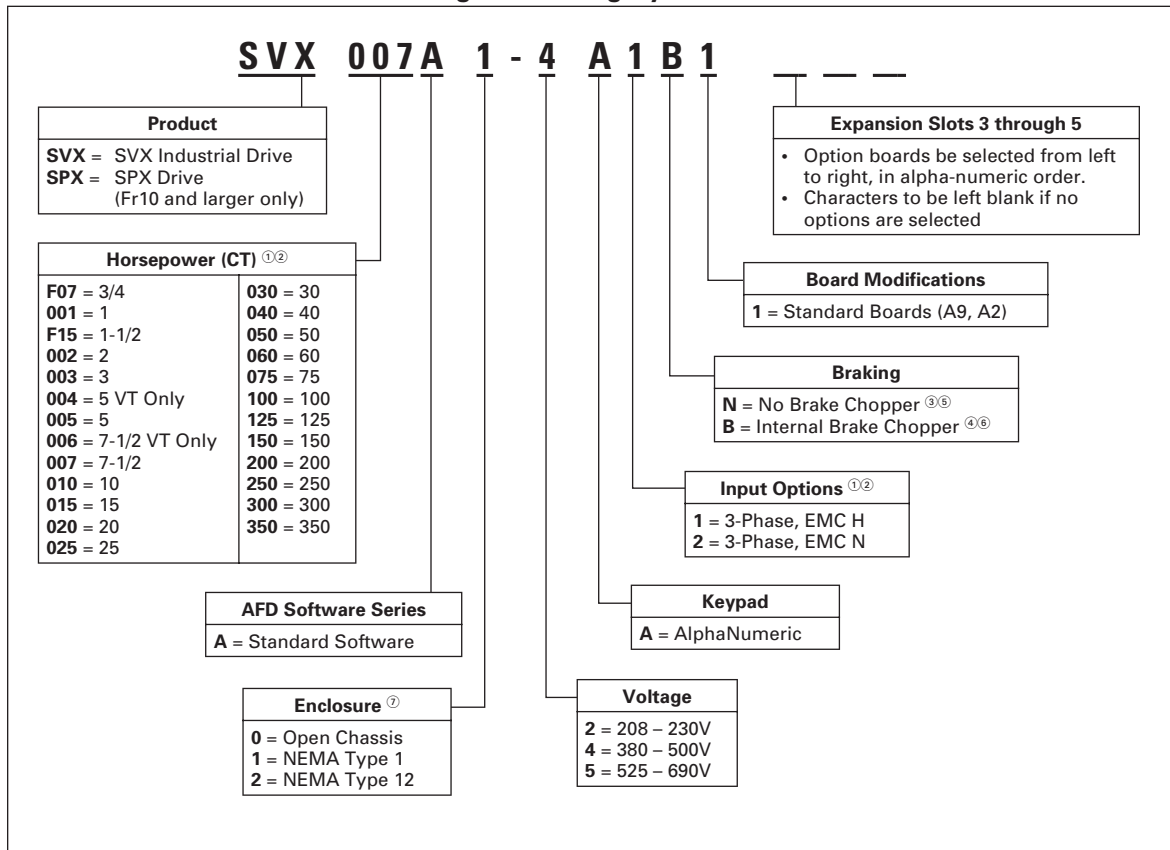 SVX 007A 1 - 4 A 1 B 1
Product
SVX = SVX Industrial Drive
SPX = SPX Drive
(Fr10 and larger only)
Expansion Slots 3 through 5
• Option boards be selected from left
to right, in alpha-numeric order.
• Characters to be left blank if no
options are selected
Horsepower (CT) ①②
F07 = 3/4
001 = 1
F15 = 1-1/2
002 = 2
003 = 3
004 = 5 VT Only
005 = 5
006 = 7-1/2 VT Only
007 = 7-1/2
010 = 10
015 = 15
020 = 20
025 = 25
030 = 30
040 = 40
050 = 50
060 = 60
075 = 75
100 = 100
125 = 125
150 = 150
200 = 200
250 = 250
300 = 300
350 = 350
Board Modifications
1 = Standard Boards (A9, A2)
Braking
N = No Brake Chopper ③⑤
B = Internal Brake Chopper ④⑥
Input Options ①②
1 = 3-Phase, EMC H
2 = 3-Phase, EMC N
AFD Software Series
A = Standard Software
Keypad
A = AlphaNumeric
Enclosure ⑦
0 = Open Chassis
1 = NEMA Type 1
2 = NEMA Type 12
Voltage
2 = 208 – 230V
4 = 380 – 500V
5 = 525 – 690V